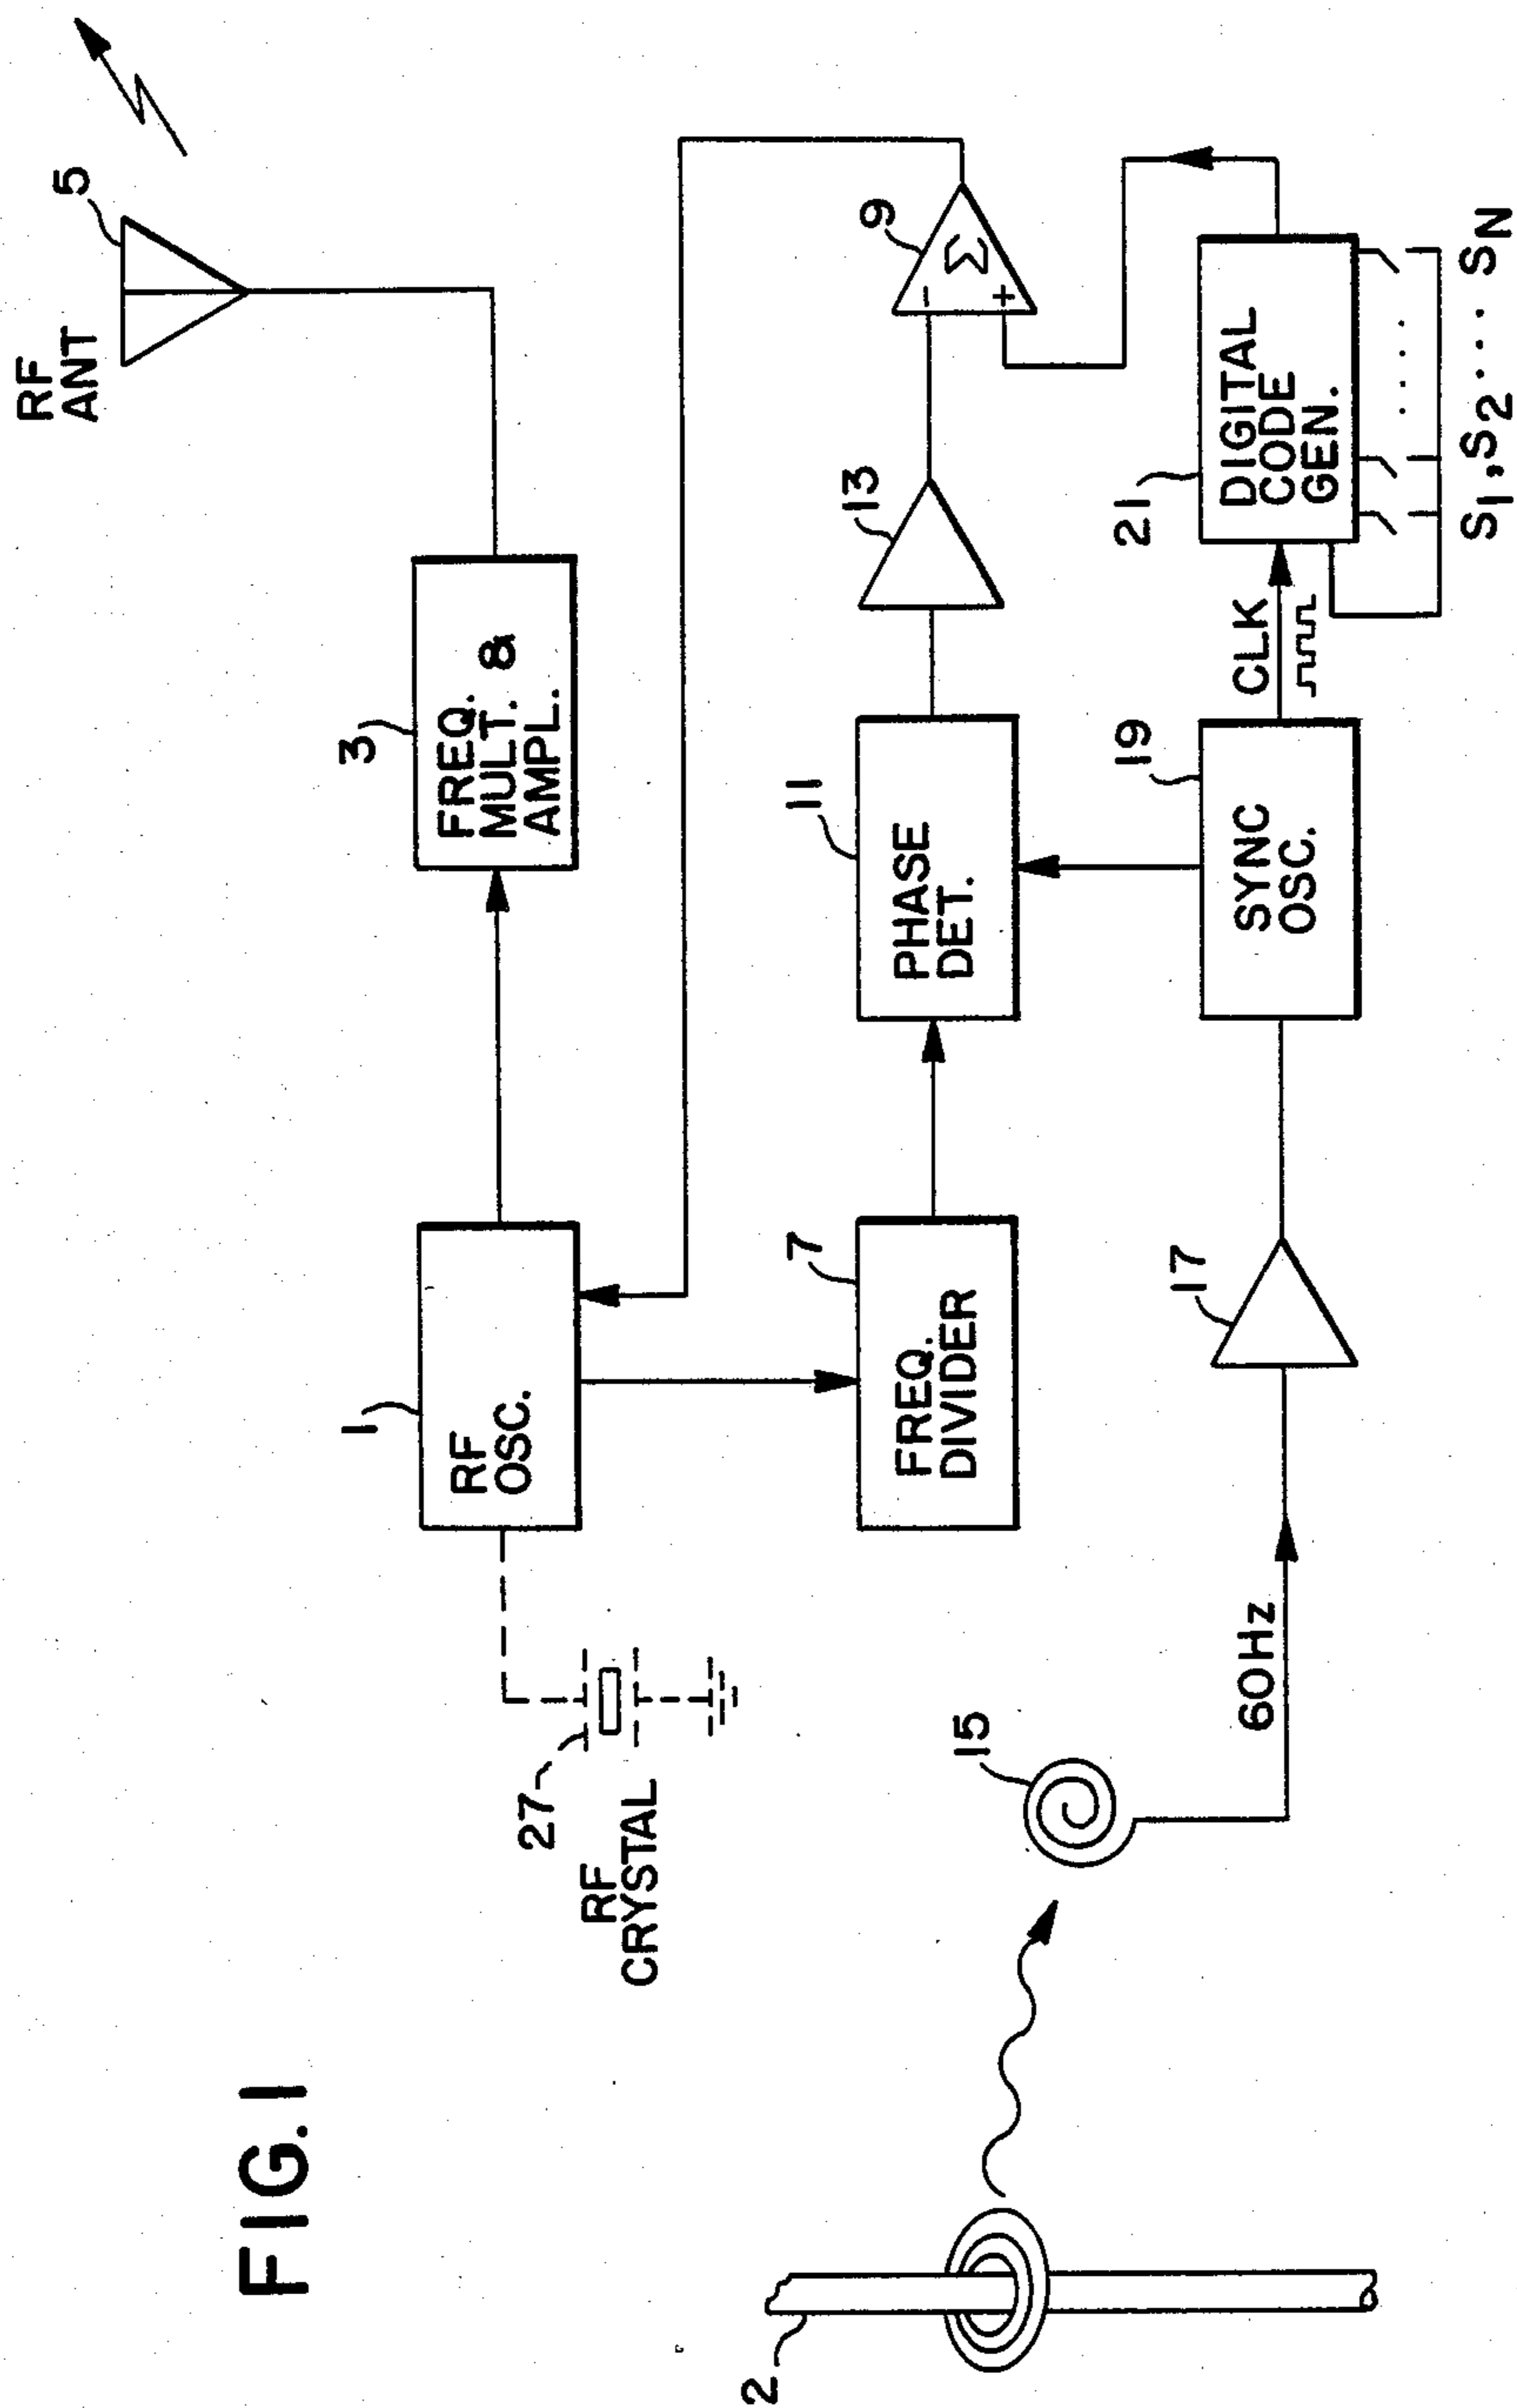 FIG. 1
RF
ANT
5
3
FREQ.
MULT. &
AMPL.
1
RF
OSC.
27
RF
CRYSTAL
9
-
+
Σ
13
11
PHASE
DET.
7
FREQ.
DIVIDER
15
2
60Hz
17
19
SYNC
OSC.
CLK
21
DIGITAL
CODE
GEN.
S1, S2 .... SN